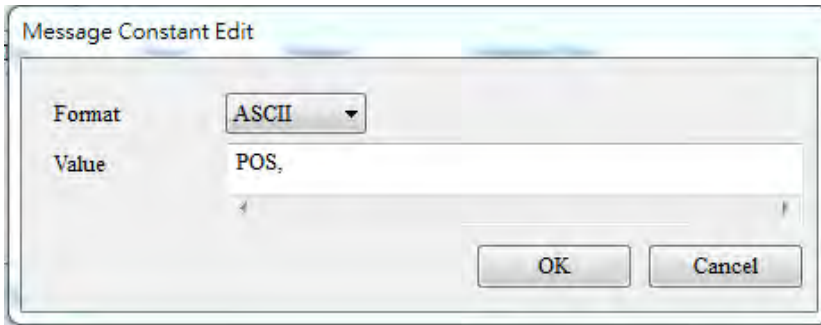 Message Constant Edit
Format ASCII
Value POS,
OK Cancel